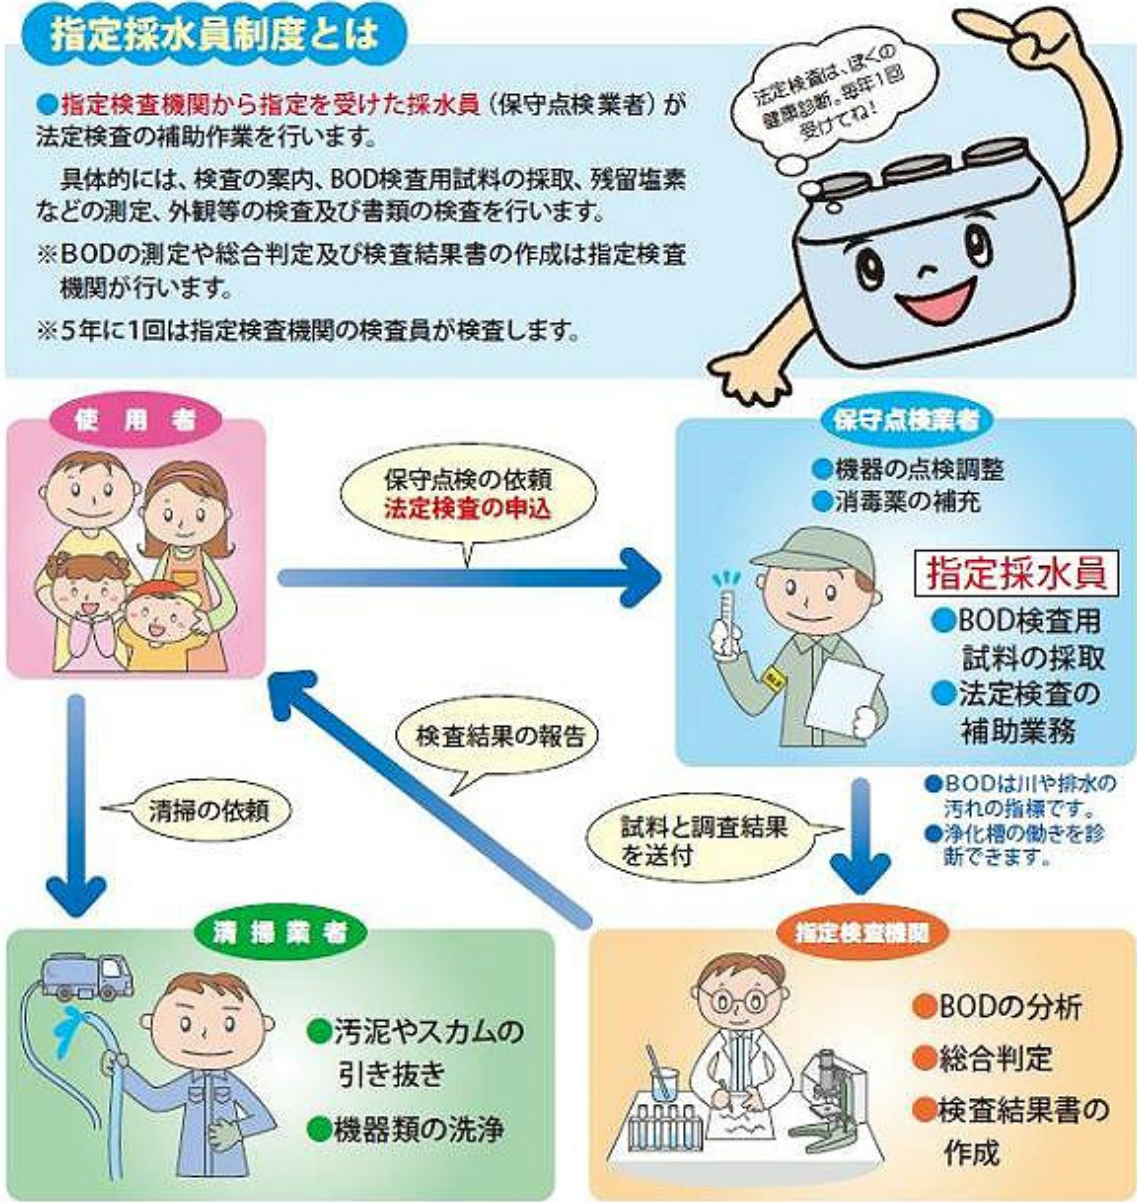 指定採水員制度とは
●指定検査機関から指定を受けた採水員（保守点検業者）が
法定検査の補助作業を行います。
具体的には、検査の案内、BOD検査用試料の採取、残留塩素
などの測定、外観等の検査及び書類の検査を行います。
※BODの測定や総合判定及び検査結果書の作成は指定検査
機関が行います。
※5年に1回は指定検査機関の検査員が検査します。
法定検査は、ぼくの
健康診断。毎年1回
受けてね！
使用者
保守点検の依頼
法定検査の申込
保守点検業者
●機器の点検調整
●消毒薬の補充
指定採水員
●BOD検査用
試料の採取
●法定検査の
補助業務
検査結果の報告
清掃の依頼
試料と調査結果
を送付
●BODは川や排水の
汚れの指標です。
●浄化槽の働きを診
断できます。
清掃業者
●汚泥やスカムの
引き抜き
●機器類の洗浄
指定検査機関
●BODの分析
●総合判定
●検査結果書の
作成